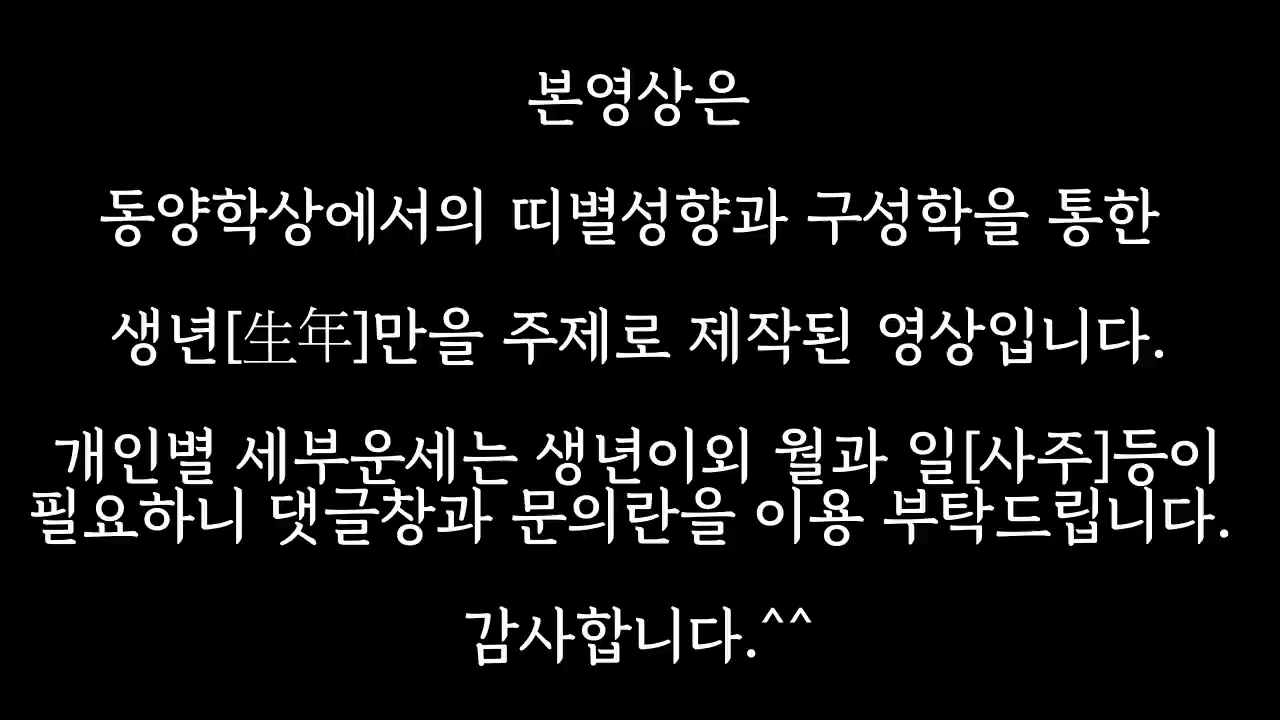 본영상은
동양학상에서의 띠별성향과 구성학을 통한
생년[生年]만을 주제로 제작된 영상입니다.
개인별 세부운세는 생년이외 월과 일[사주]등이
필요하니 댓글창과 문의란을 이용 부탁드립니다.
감사합니다.^^